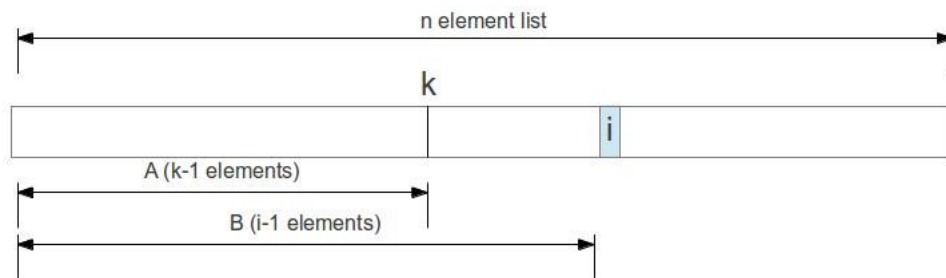 n element list
k
i
A (k-1 elements)
B (i-1 elements)